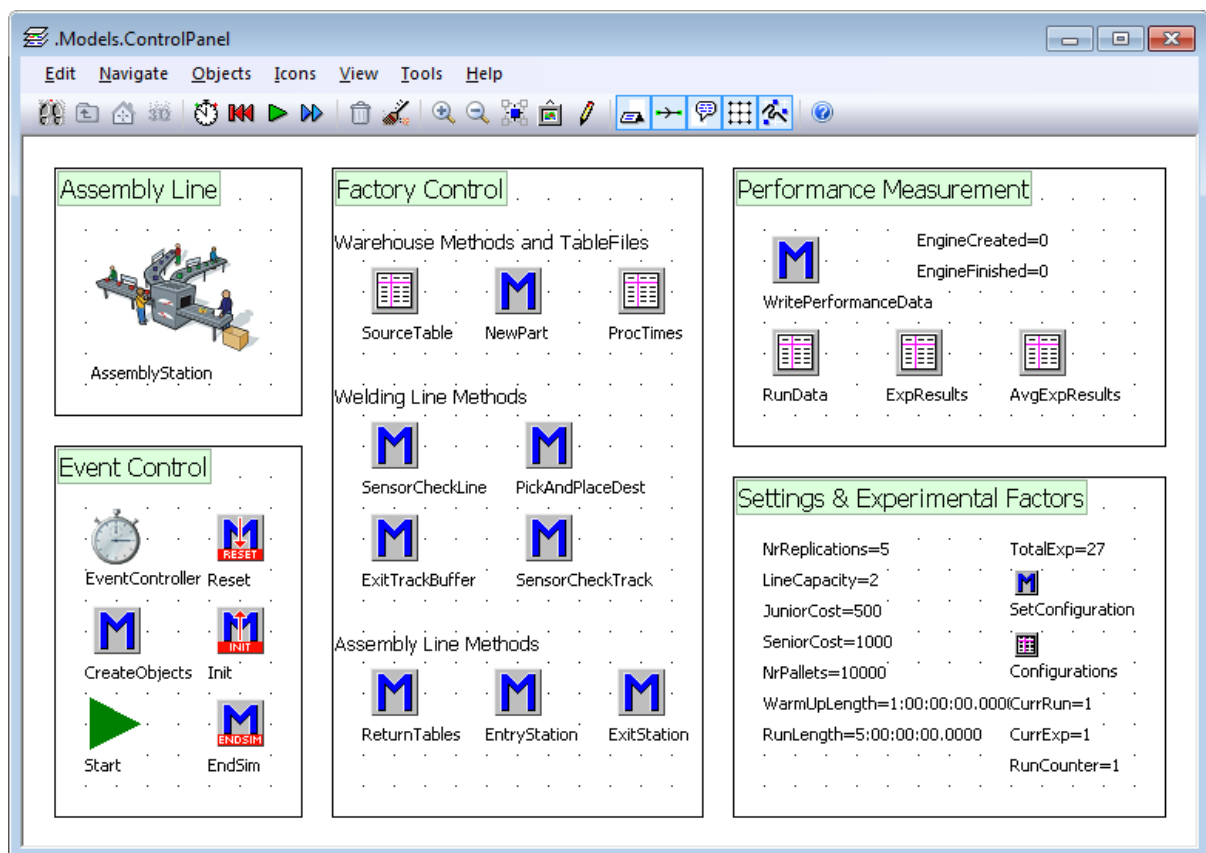 .Models.ControlPanel
Edit Navigate Objects Icons View Tools Help
3D
Assembly Line
AssemblyStation
Event Control
EventController Reset
RESET
CreateObjects Init
INIT
Start EndSim
ENDSIM
Factory Control
Warehouse Methods and TableFiles
SourceTable NewPart ProcTimes
Welding Line Methods
SensorCheckLine PickAndPlaceDest
ExitTrackBuffer SensorCheckTrack
Assembly Line Methods
ReturnTables EntryStation ExitStation
Performance Measurement
EngineCreated=0
EngineFinished=0
WritePerformanceData
RunData ExpResults AvgExpResults
Settings & Experimental Factors
NrReplications=5 TotalExp=27
LineCapacity=2
JuniorCost=500 SetConfiguration
SeniorCost=1000
NrPallets=10000 Configurations
WarmUpLength=1:00:00:00.000 CurrRun=1
RunLength=5:00:00:00.0000 CurrExp=1
RunCounter=1